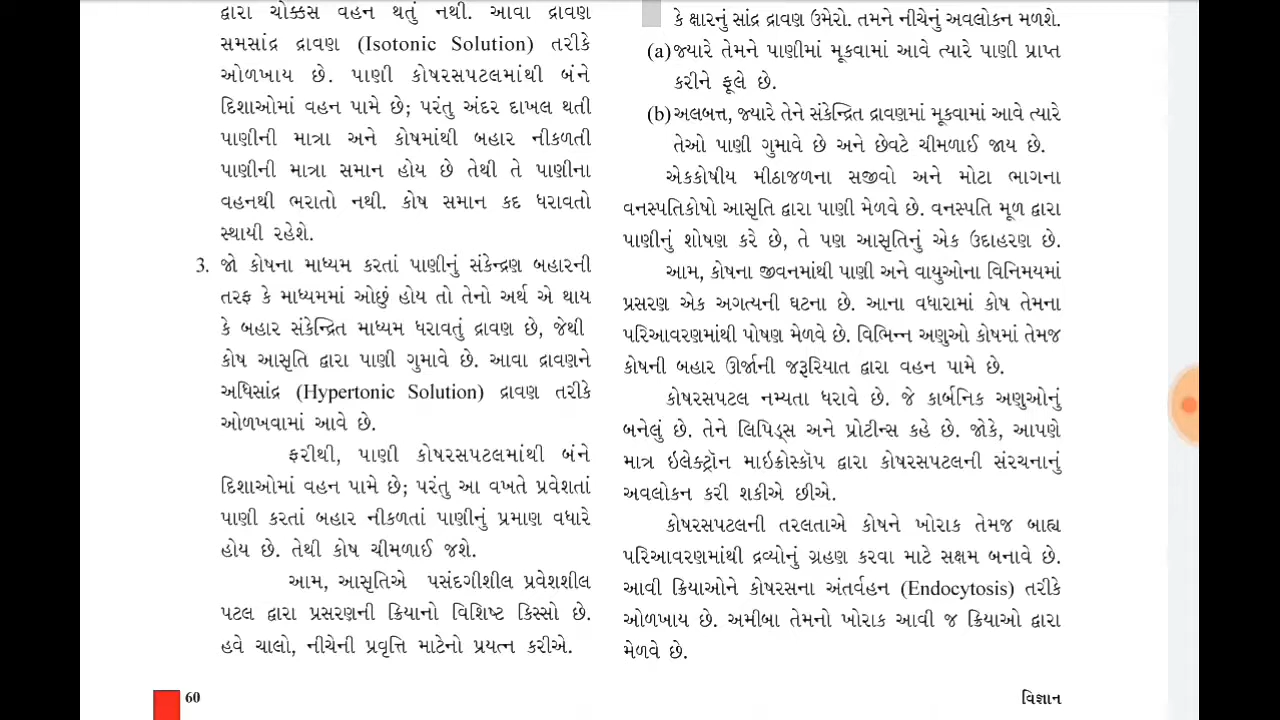 દ્વારા ચોક્કસ વહન થતું નથી. આવા દ્રાવણ
સમસાંદ્ર દ્રાવણ (Isotonic Solution) તરીકે
ઓળખાય છે. પાણી કોષરસપટલમાંથી બંને
દિશાઓમાં વહન પામે છે; પરંતુ અંદર દાખલ થતી
પાણીની માત્રા અને કોષમાંથી બહાર નીકળતી
પાણીની માત્રા સમાન હોય છે તેથી તે પાણીના
વહનથી ભરાતો નથી. કોષ સમાન કદ ધરાવતો
સ્થાયી રહેશે.
3. જો કોષના માધ્યમ કરતાં પાણીનું સંકેન્દ્રણ બહારની
તરફ કે માધ્યમમાં ઓછું હોય તો તેનો અર્થ એ થાય
કે બહાર સંકેન્દ્રિત માધ્યમ ધરાવતું દ્રાવણ છે, જેથી
કોષ આસૃતિ દ્વારા પાણી ગુમાવે છે. આવા દ્રાવણને
અધિસાંદ્ર (Hypertonic Solution) દ્રાવણ તરીકે
ઓળખવામાં આવે છે.
ફરીથી, પાણી કોષરસપટલમાંથી બંને
દિશાઓમાં વહન પામે છે; પરંતુ આ વખતે પ્રવેશતાં
પાણી કરતાં બહાર નીકળતાં પાણીનું પ્રમાણ વધારે
હોય છે. તેથી કોષ ચીમળાઈ જશે.
આમ, આસૃતિએ પસંદગીશીલ પ્રવેશશીલ
પટલ દ્વારા પ્રસરણની ક્રિયાનો વિશિષ્ટ કિસ્સો છે.
હવે ચાલો, નીચેની પ્રવૃત્તિ માટેનો પ્રયત્ન કરીએ.
કે ક્ષારનું સાંદ્ર દ્રાવણ ઉમેરો. તમને નીચેનું અવલોકન મળશે.
(a) જ્યારે તેમને પાણીમાં મૂકવામાં આવે ત્યારે પાણી પ્રાપ્ત
કરીને ફૂલે છે.
(b) અલબત્ત, જ્યારે તેને સંકેન્દ્રિત દ્રાવણમાં મૂકવામાં આવે ત્યારે
તેઓ પાણી ગુમાવે છે અને છેવટે ચીમળાઈ જાય છે.
એકકોષીય મીઠાજળના સજીવો અને મોટા ભાગના
વનસ્પતિકોષો આસૃતિ દ્વારા પાણી મેળવે છે. વનસ્પતિ મૂળ દ્વારા
પાણીનું શોષણ કરે છે, તે પણ આસૃતિનું એક ઉદાહરણ છે.
આમ, કોષના જીવનમાંથી પાણી અને વાયુઓના વિનિમયમાં
પ્રસરણ એક અગત્યની ઘટના છે. આના વધારામાં કોષ તેમના
પરિઆવરણમાંથી પોષણ મેળવે છે. વિભિન્ન અણુઓ કોષમાં તેમજ
કોષની બહાર ઊર્જાની જરૂરિયાત દ્વારા વહન પામે છે.
કોષરસપટલ નમ્યતા ધરાવે છે. જે કાર્બનિક અણુઓનું
બનેલું છે. તેને લિપિડ્સ અને પ્રોટીન્સ કહે છે. જોકે, આપણે
માત્ર ઇલેક્ટ્રૉન માઇક્રોસ્કૉપ દ્વારા કોષરસપટલની સંરચનાનું
અવલોકન કરી શકીએ છીએ.
કોષરસપટલની તરલતાએ કોષને ખોરાક તેમજ બાહ્ય
પરિઆવરણમાંથી દ્રવ્યોનું ગ્રહણ કરવા માટે સક્ષમ બનાવે છે.
આવી ક્રિયાઓને કોષરસના અંતર્વહન (Endocytosis) તરીકે
ઓળખાય છે. અમીબા તેમનો ખોરાક આવી જ ક્રિયાઓ દ્વારા
મેળવે છે.
60
વિજ્ઞાન